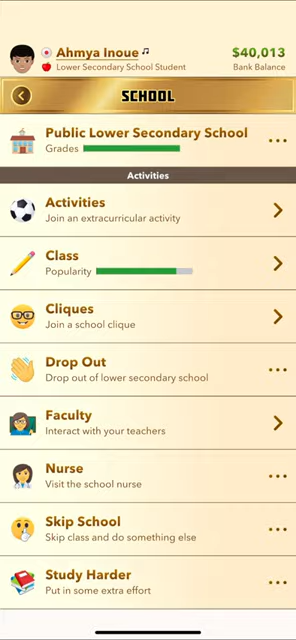 Ahmya Inoue
$40,013
Lower Secondary School Student
Bank Balance
SCHOOL
Public Lower Secondary School
Grades
Activities
Activities
Join an extracurricular activity
Class
Popularity
Cliques
Join a school clique
Drop Out
Drop out of lower secondary school
Faculty
Interact with your teachers
Nurse
Visit the school nurse
Skip School
Skip class and do something else
Study Harder
Put in some extra effort